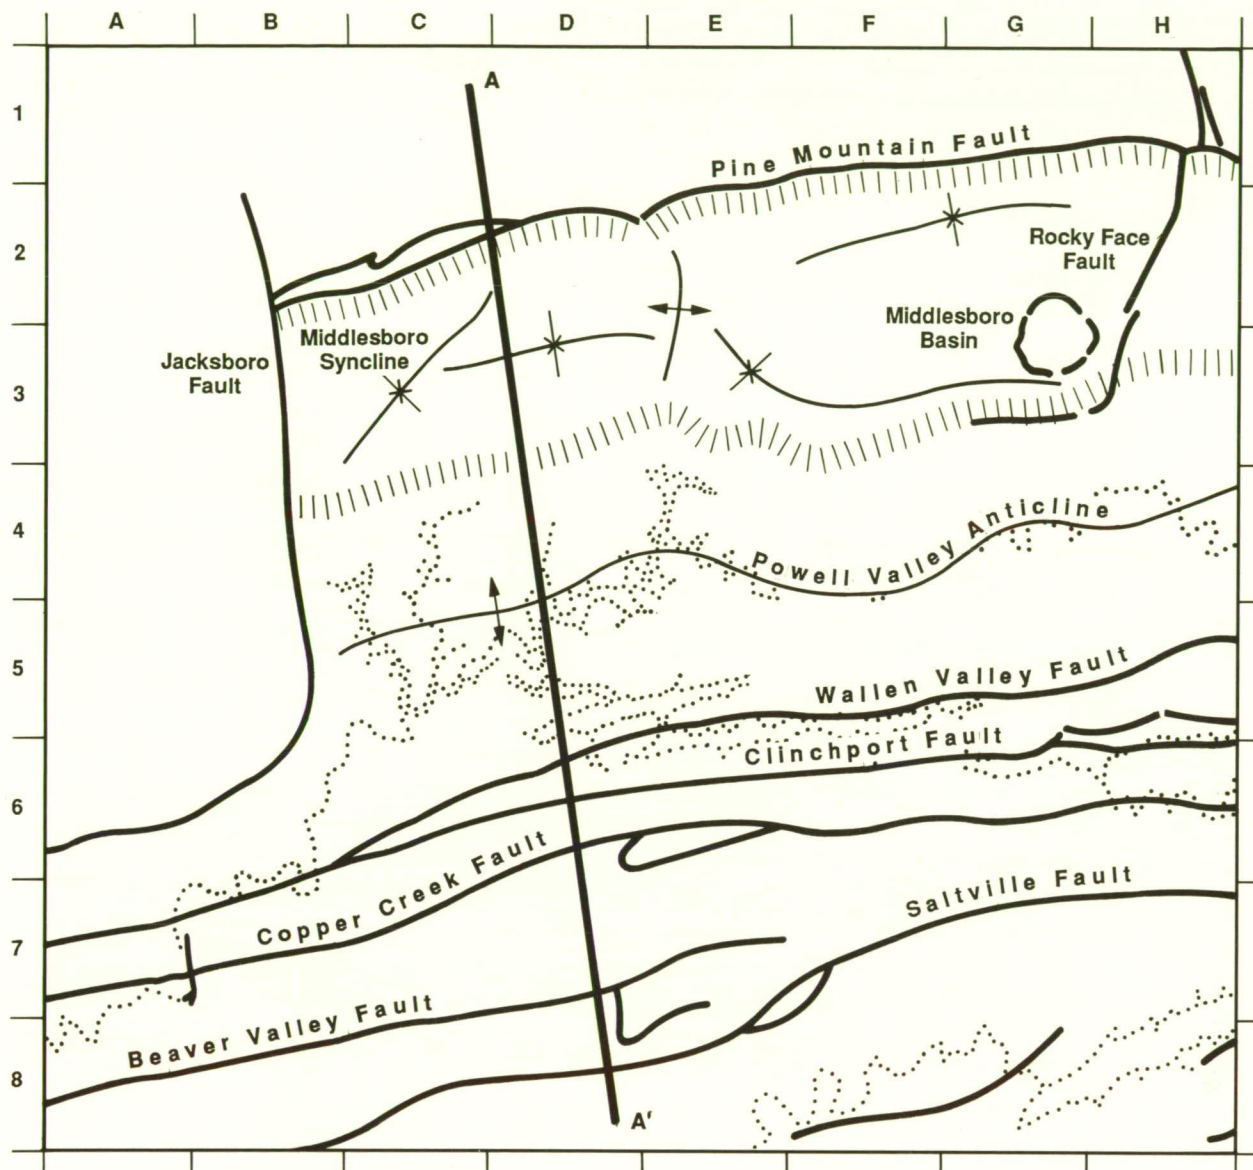 A B C D E F G H
1
A
Pine Mountain Fault
2
Rocky Face
Fault
Middlesboro
Basin
Middlesboro
Syncline
Jacksboro
Fault
3
4
Powell Valley Anticline
5
Wallen Valley Fault
Clinchport Fault
6
Copper Creek Fault
Saltville Fault
7
Beaver Valley Fault
8
A'